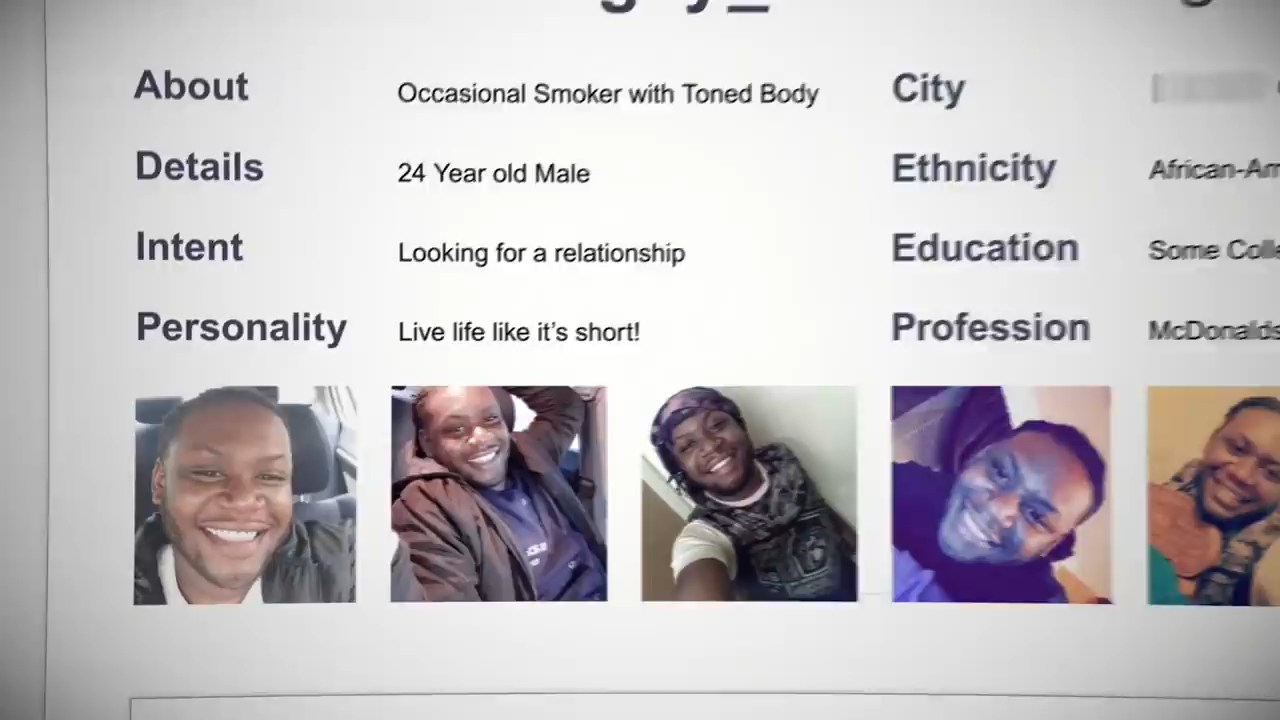 About Occasional Smoker with Toned Body City
Details 24 Year old Male Ethnicity African-Am
Intent Looking for a relationship Education Some Colle
Personality Live life like it’s short! Profession McDonalds